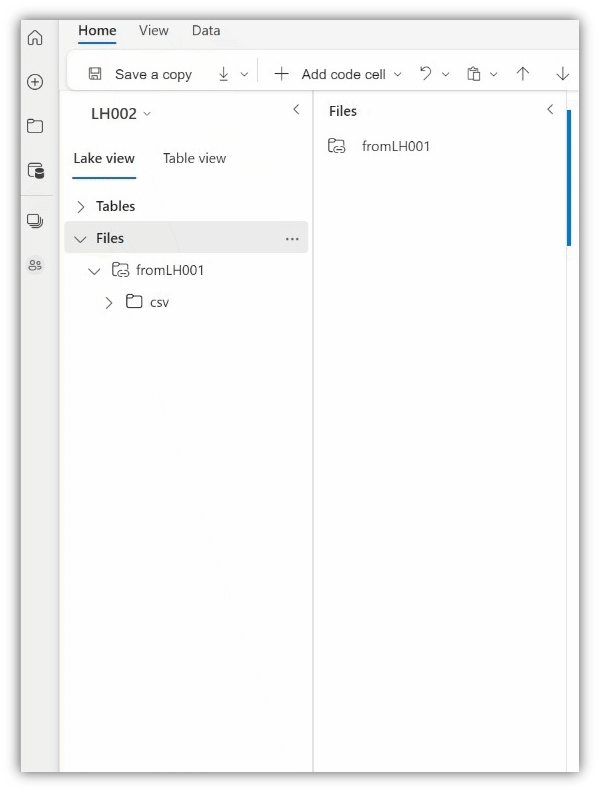 Home View Data
Save a copy Add code cell
LH002
Files
fromLH001
Lake view Table view
Tables
Files
fromLH001
csv